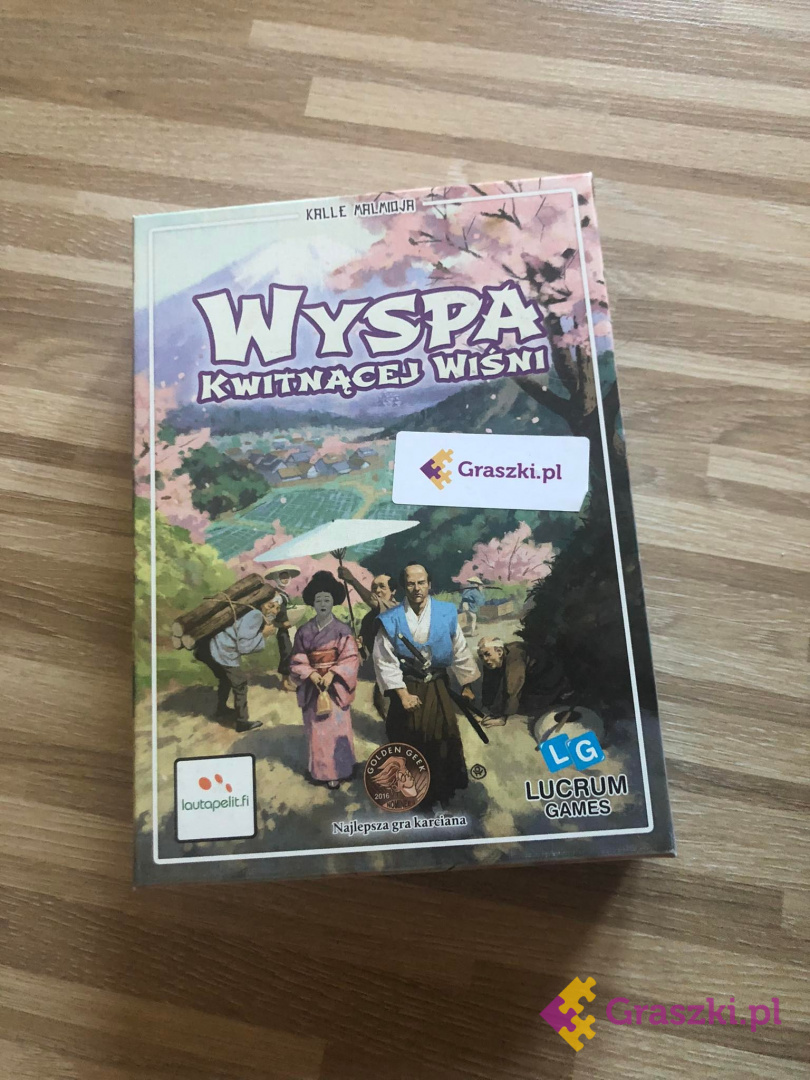 KALLE MALMIOJA
WYSPA
KWITNĄCEJ WIŚNI
Graszki.pl
GOLDEN GEEK
2016
NOMINEE
lautapelit.fi
LG
LUCRUM
GAMES
Najlepsza gra karciana
Graszki.pl